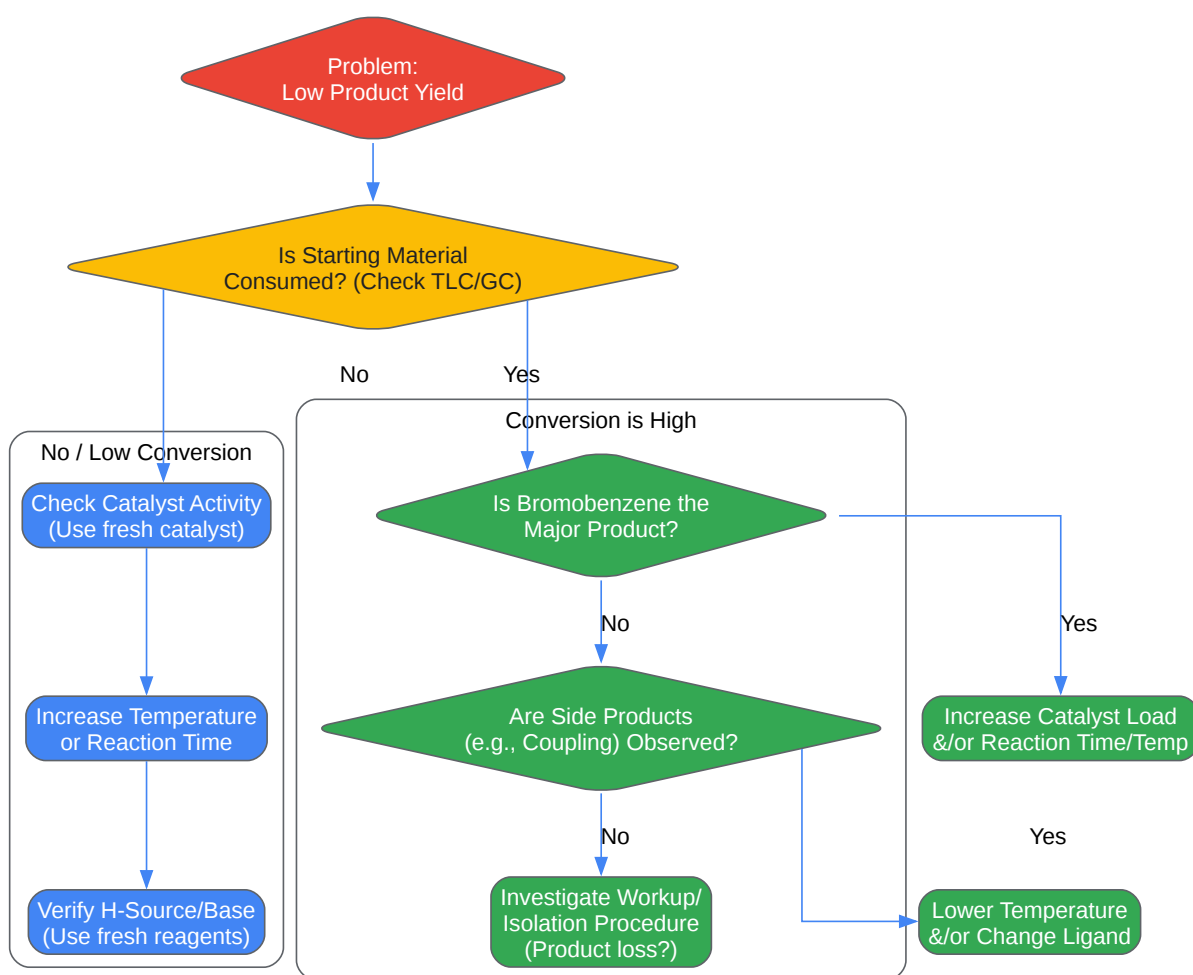 Problem:
Low Product Yield
Is Starting Material
Consumed? (Check TLC/GC)
No
Yes
Conversion is High
No / Low Conversion
Check Catalyst Activity
(Use fresh catalyst)
Is Bromobenzene the
Major Product?
No
Yes
Increase Temperature
or Reaction Time
Are Side Products
(e.g., Coupling) Observed?
Increase Catalyst Load
&/or Reaction Time/Temp
No
Yes
Verify H-Source/Base
(Use fresh reagents)
Investigate Workup/
Isolation Procedure
(Product loss?)
Lower Temperature
&/or Change Ligand